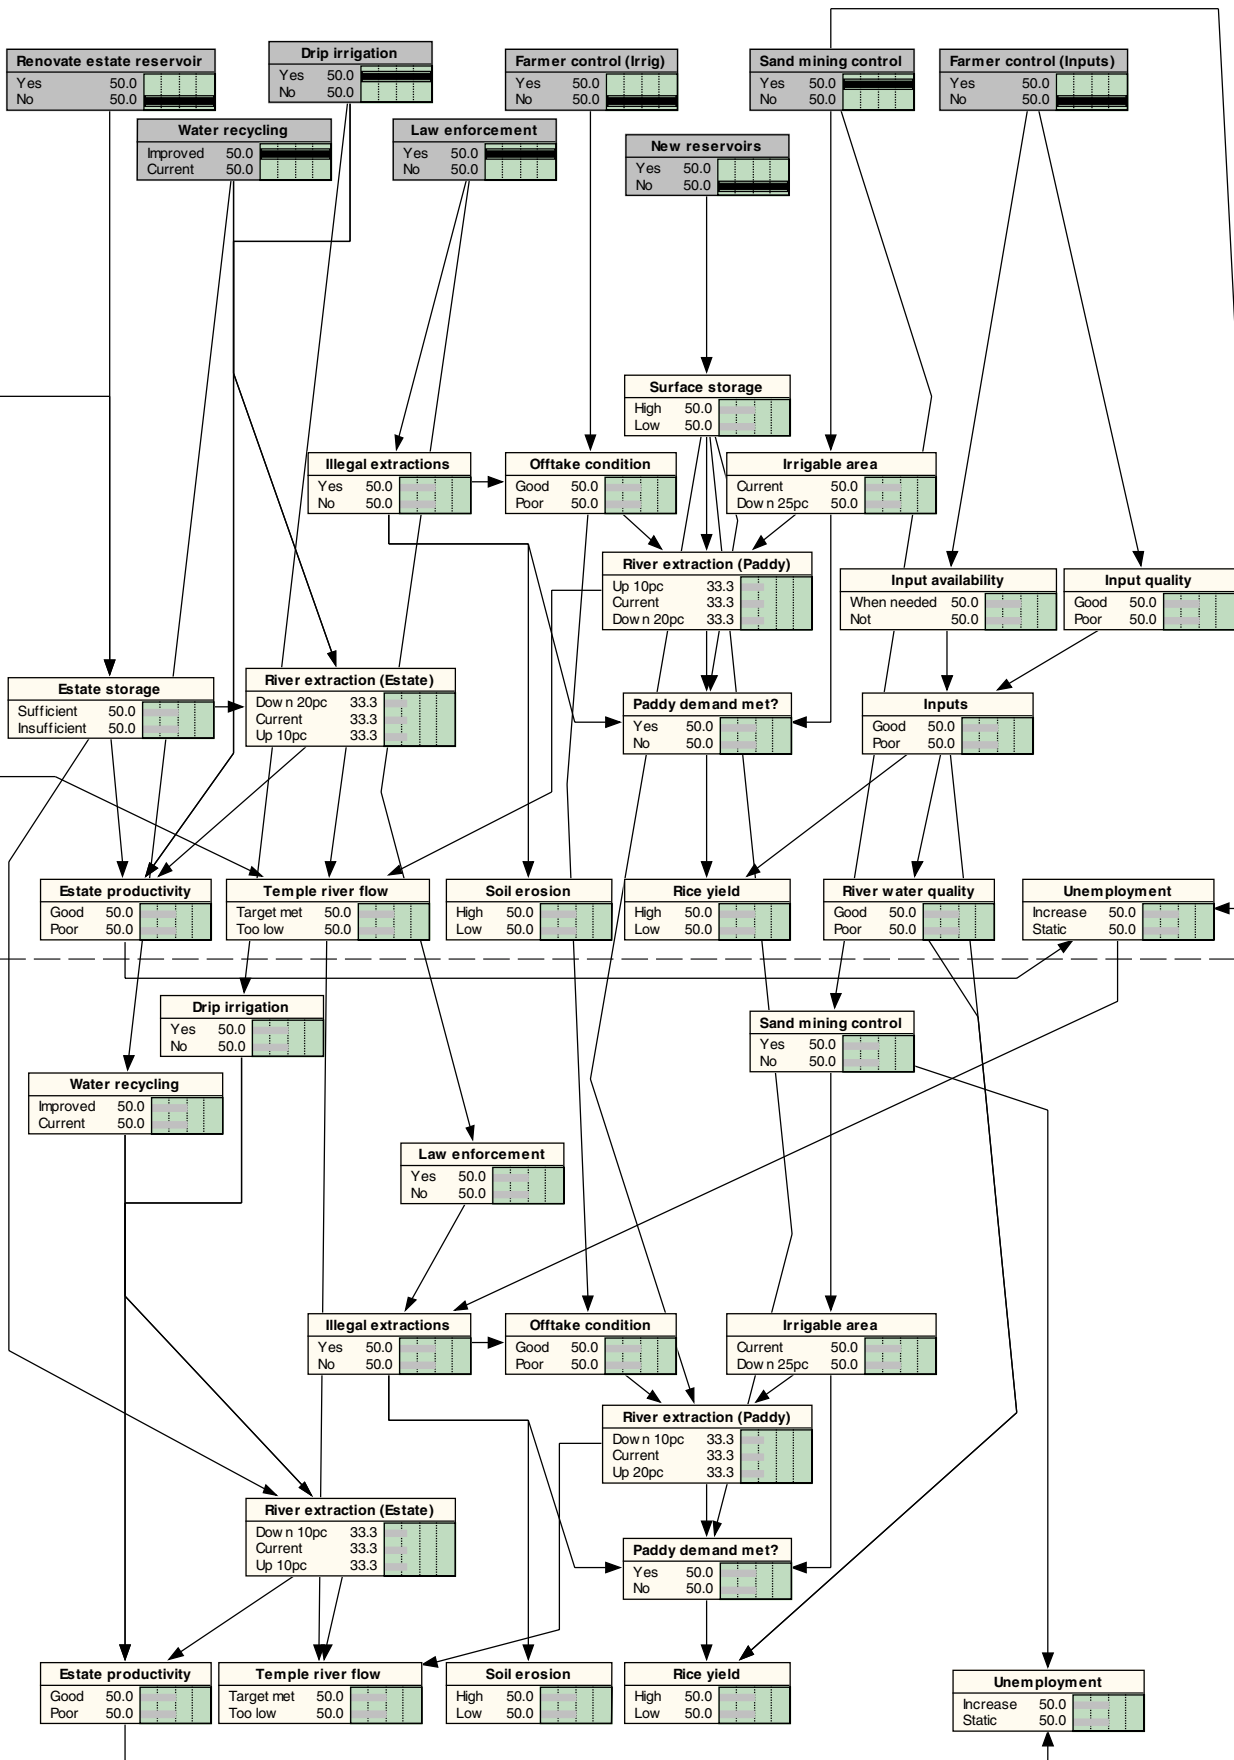 Renovate estate reservoir
Yes 50.0
No 50.0
Drip irrigation
Yes 50.0
No 50.0
Farmer control (Irrig)
Yes 50.0
No 50.0
Sand mining control
Yes 50.0
No 50.0
Farmer control (Inputs)
Yes 50.0
No 50.0
Water recycling
Improved 50.0
Current 50.0
Law enforcement
Yes 50.0
No 50.0
New reservoirs
Yes 50.0
No 50.0
Surface storage
High 50.0
Low 50.0
Illegal extractions
Yes 50.0
No 50.0
Offtake condition
Good 50.0
Poor 50.0
Irrigable area
Current 50.0
Down 25pc 50.0
River extraction (Paddy)
Up 10pc 33.3
Current 33.3
Down 20pc 33.3
Input availability
When needed 50.0
Not 50.0
Input quality
Good 50.0
Poor 50.0
Estate storage
Sufficient 50.0
Insufficient 50.0
River extraction (Estate)
Down 20pc 33.3
Current 33.3
Up 10pc 33.3
Paddy demand met?
Yes 50.0
No 50.0
Inputs
Good 50.0
Poor 50.0
Estate productivity
Good 50.0
Poor 50.0
Temple river flow
Target met 50.0
Too low 50.0
Soil erosion
High 50.0
Low 50.0
Rice yield
High 50.0
Low 50.0
River water quality
Good 50.0
Poor 50.0
Unemployment
Increase 50.0
Static 50.0
Drip irrigation
Yes 50.0
No 50.0
Sand mining control
Yes 50.0
No 50.0
Water recycling
Improved 50.0
Current 50.0
Law enforcement
Yes 50.0
No 50.0
Illegal extractions
Yes 50.0
No 50.0
Offtake condition
Good 50.0
Poor 50.0
Irrigable area
Current 50.0
Down 25pc 50.0
River extraction (Paddy)
Down 10pc 33.3
Current 33.3
Up 20pc 33.3
River extraction (Estate)
Down 10pc 33.3
Current 33.3
Up 10pc 33.3
Paddy demand met?
Yes 50.0
No 50.0
Estate productivity
Good 50.0
Poor 50.0
Temple river flow
Target met 50.0
Too low 50.0
Soil erosion
High 50.0
Low 50.0
Rice yield
High 50.0
Low 50.0
Unemployment
Increase 50.0
Static 50.0